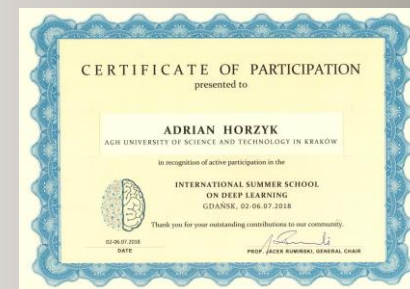 CERTIFICATE OF PARTICIPATION
presented to
ADRIAN HORZYK
AGH UNIVERSITY OF SCIENCE AND TECHNOLOGY IN KRAKÓW
in recognition of active participation in the
INTERNATIONAL SUMMER SCHOOL
ON DEEP LEARNING
GDAŃSK, 02-06.07.2018
Thank you for your outstanding contributions to our community.
02-06.07.2018
DATE
PROF. JACEK RUMIŃSKI, GENERAL CHAIR